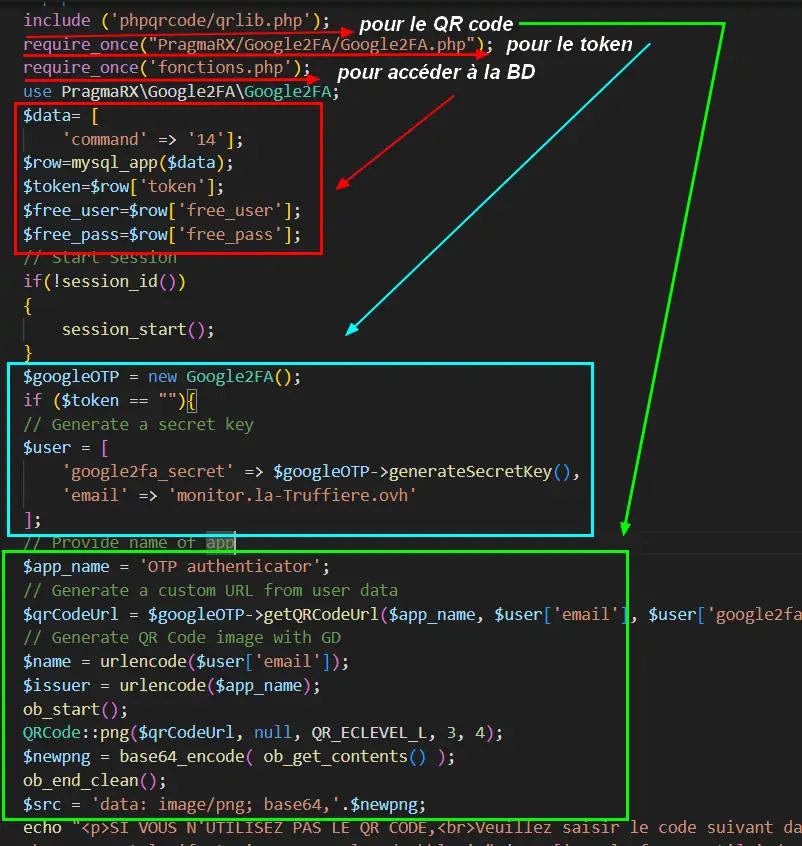 include ('phpqrcode/qrlib.php'); pour le QR code
require_once("PragmaRX/Google2FA/Google2FA.php"); pour le token
require_once('fonctions.php'); pour accéder à la BD
use PragmaRX\Google2FA\Google2FA;
$data= [
'command' => '14'];
$row=mysql_app($data);
$token=$row['token'];
$free_user=$row['free_user'];
$free_pass=$row['free_pass'];
// Start Session
if(!session_id())
{
session_start();
}
$googleOTP = new Google2FA();
if ($token == ""){
// Generate a secret key
$user = [
'google2fa_secret' => $googleOTP->generateSecretKey(),
'email' => 'monitor.la-Truffiere.ovh'
];
// Provide name of app
$app_name = 'OTP authenticator';
// Generate a custom URL from user data
$qrCodeUrl = $googleOTP->getQRCodeUrl($app_name, $user['email'], $user['google2fa
// Generate QR Code image with GD
$name = urlencode($user['email']);
$issuer = urlencode($app_name);
ob_start();
QRCode::png($qrCodeUrl, null, QR_ECLEVEL_L, 3, 4);
$newpng = base64_encode( ob_get_contents() );
ob_end_clean();
$src = 'data: image/png; base64,'.$newpng;
echo "<p>SI VOUS N'UTILISEZ PAS LE QR CODE,<br>Veuillez saisir le code suivant da